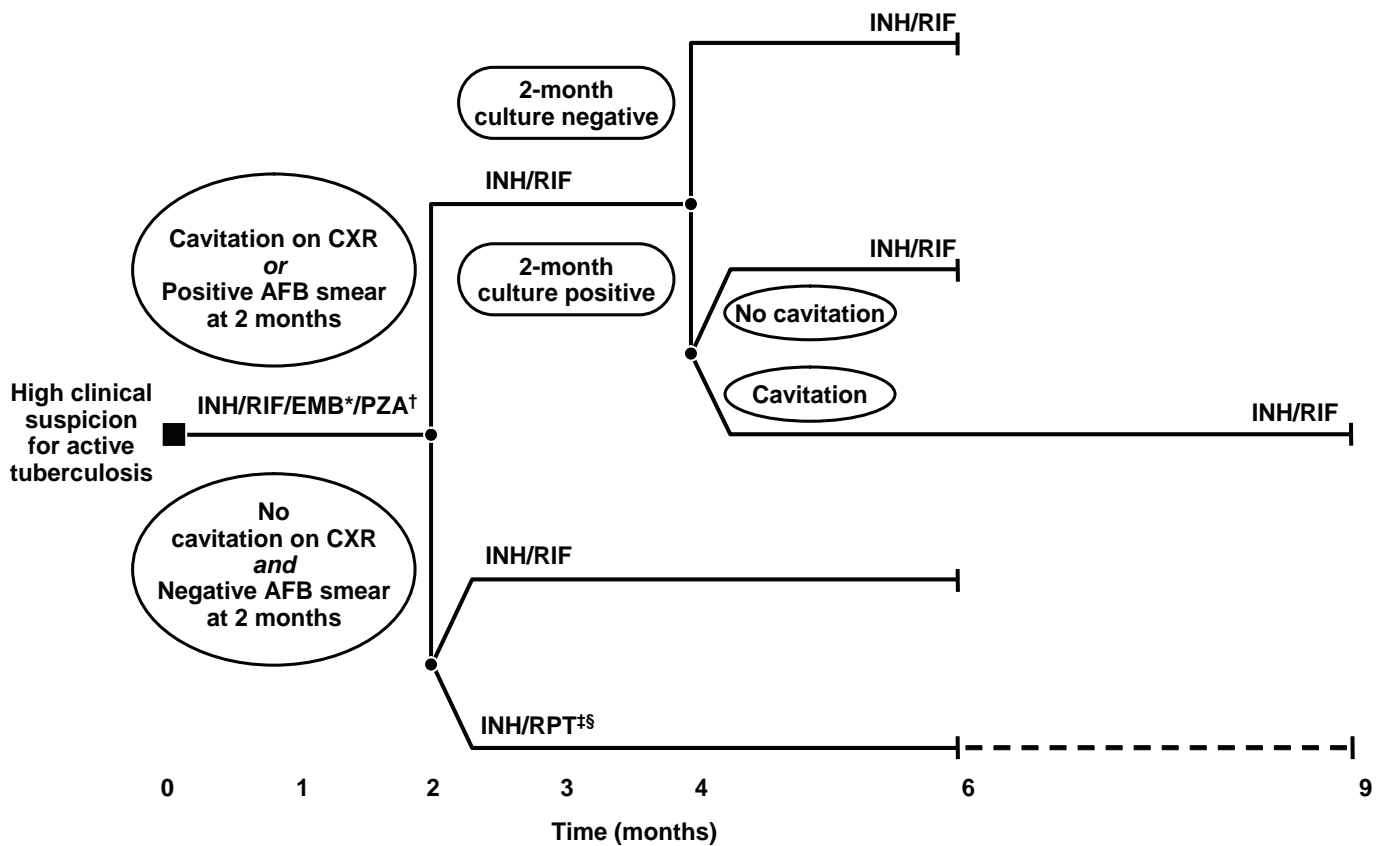 INH/RIF
2-month
culture negative
INH/RIF
Cavitation on CXR
or
Positive AFB smear
at 2 months
2-month
culture positive
INH/RIF
No cavitation
Cavitation
INH/RIF
High clinical
suspicion
for active
tuberculosis
INH/RIF/EMB*/PZA†
No
cavitation on CXR
and
Negative AFB smear
at 2 months
INH/RIF
INH/RPT‡§
0 1 2 3 4 6 9
Time (months)